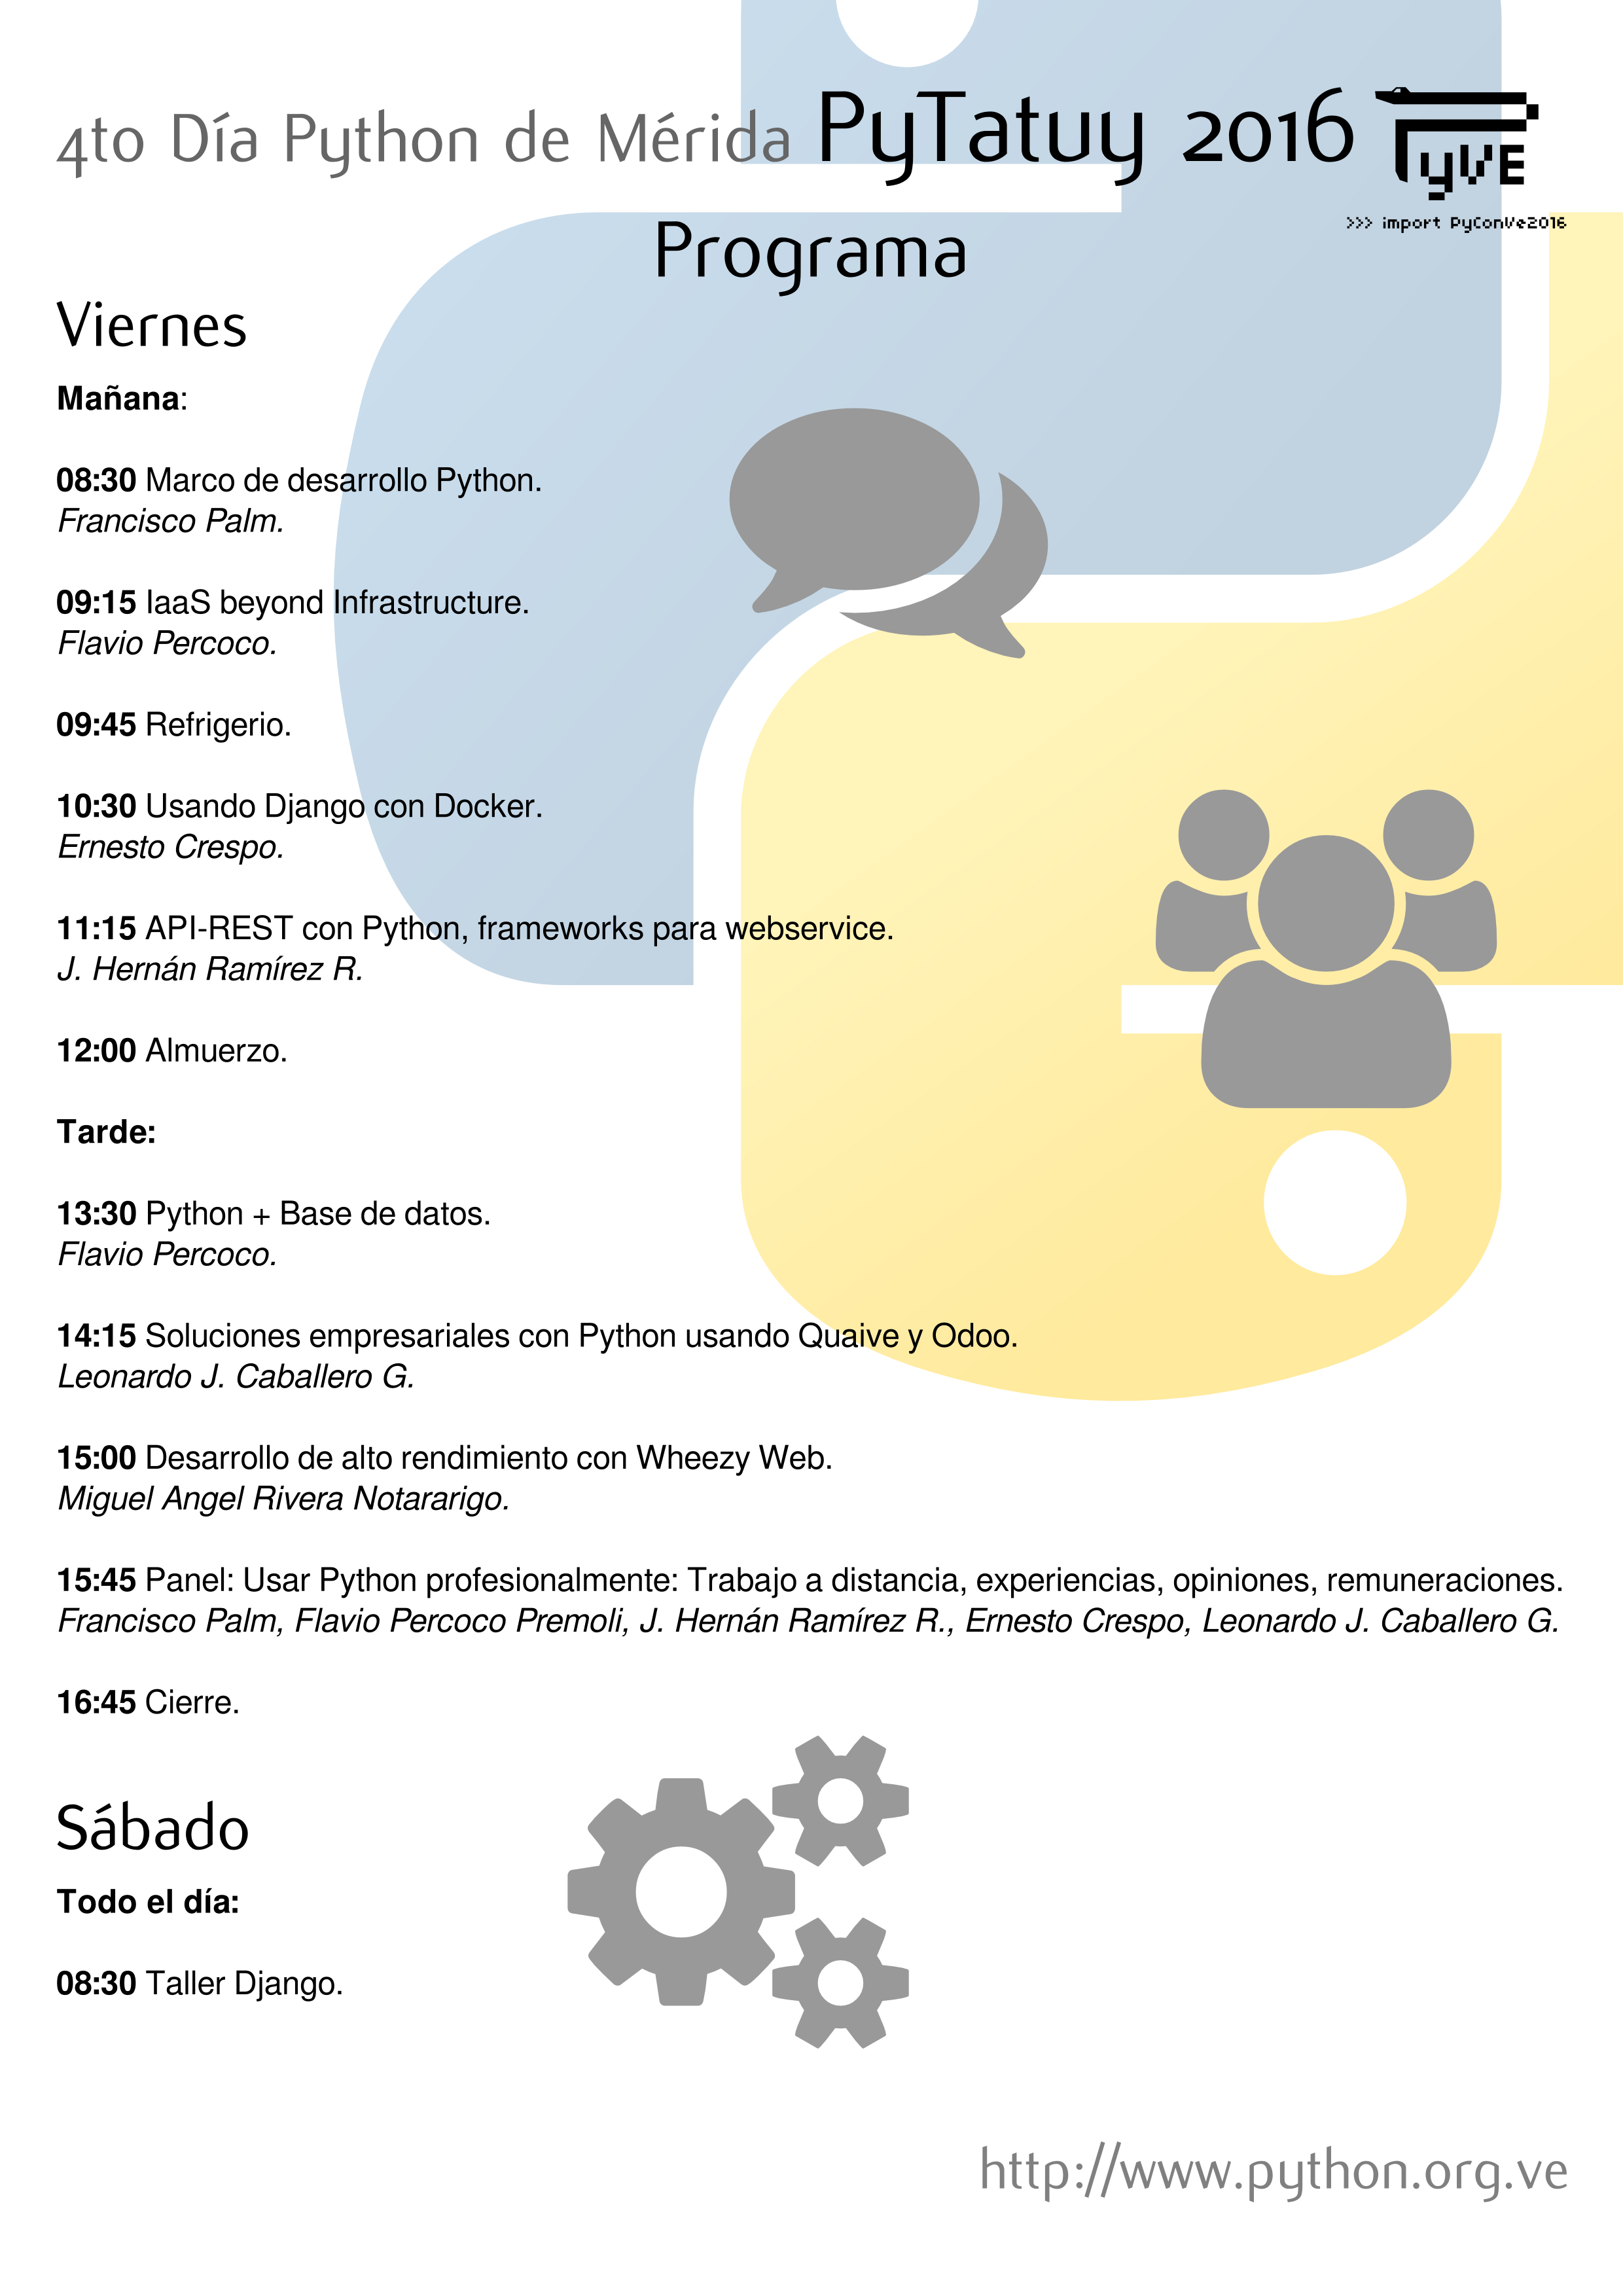 4to Día Python de Mérida PyTatuy 2016
yVE
>>> import PyConVe2016
Programa
Viernes
Mañana:
08:30 Marco de desarrollo Python.
Francisco Palm.
09:15 IaaS beyond Infrastructure.
Flavio Percoco.
09:45 Refrigerio.
10:30 Usando Django con Docker.
Ernesto Crespo.
11:15 API-REST con Python, frameworks para webservice.
J. Hernán Ramírez R.
12:00 Almuerzo.
Tarde:
13:30 Python + Base de datos.
Flavio Percoco.
14:15 Soluciones empresariales con Python usando Quaive y Odoo.
Leonardo J. Caballero G.
15:00 Desarrollo de alto rendimiento con Wheezy Web.
Miguel Angel Rivera Notararigo.
15:45 Panel: Usar Python profesionalmente: Trabajo a distancia, experiencias, opiniones, remuneraciones.
Francisco Palm, Flavio Percoco Premoli, J. Hernán Ramírez R., Ernesto Crespo, Leonardo J. Caballero G.
16:45 Cierre.
Sábado
Todo el día:
08:30 Taller Django.
http://www.python.org.ve